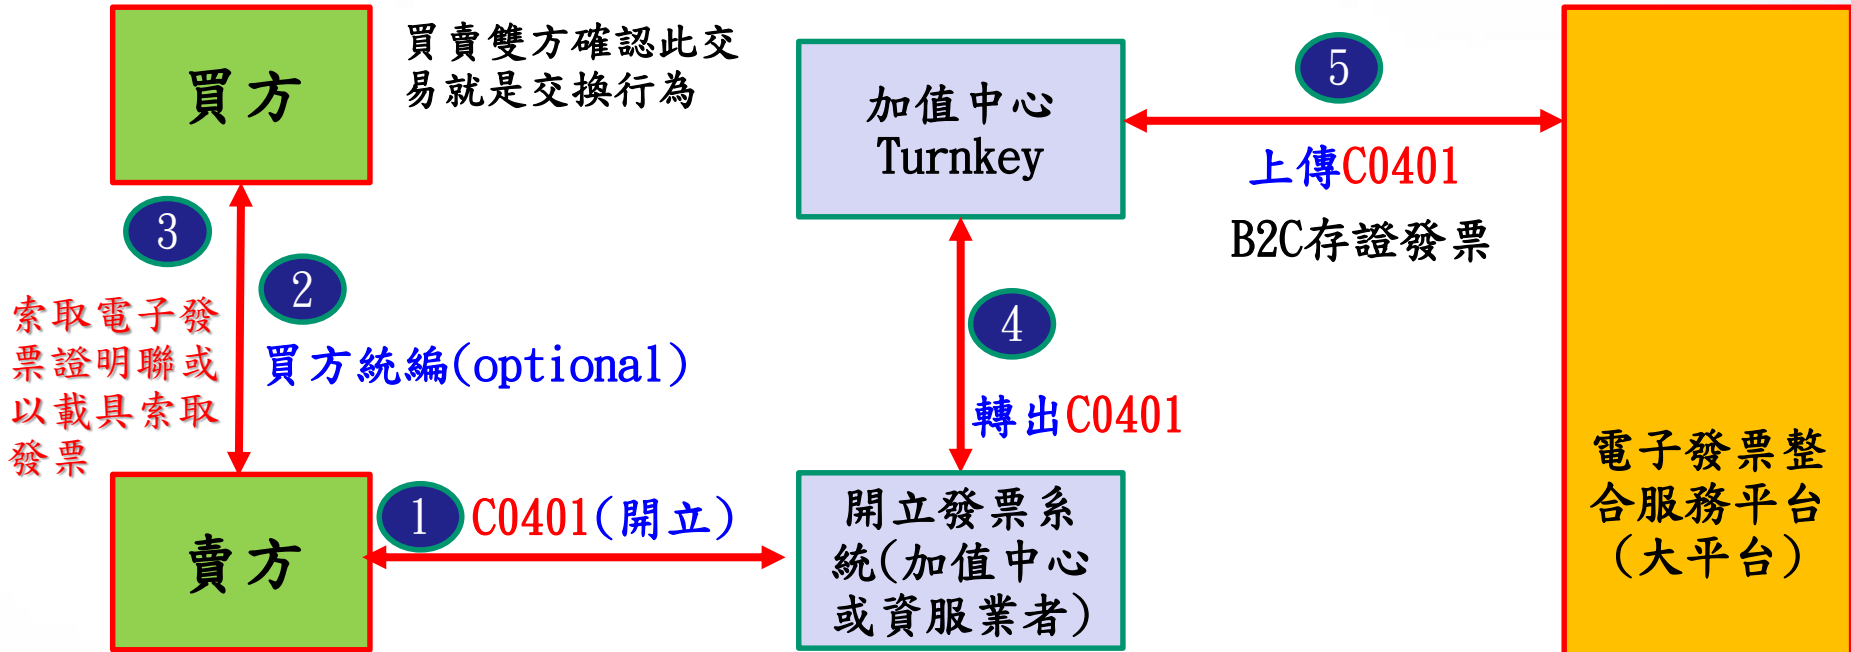 買方
買賣雙方確認此交
易就是交換行為
3
2
索取電子發
票證明聯或
以載具索取
發票
買方統編(optional)
賣方
1
C0401(開立)
開立發票系
統(加值中心
或資服業者)
4
轉出C0401
加值中心
Turnkey
5
上傳C0401
B2C存證發票
電子發票整
合服務平台
(大平台)